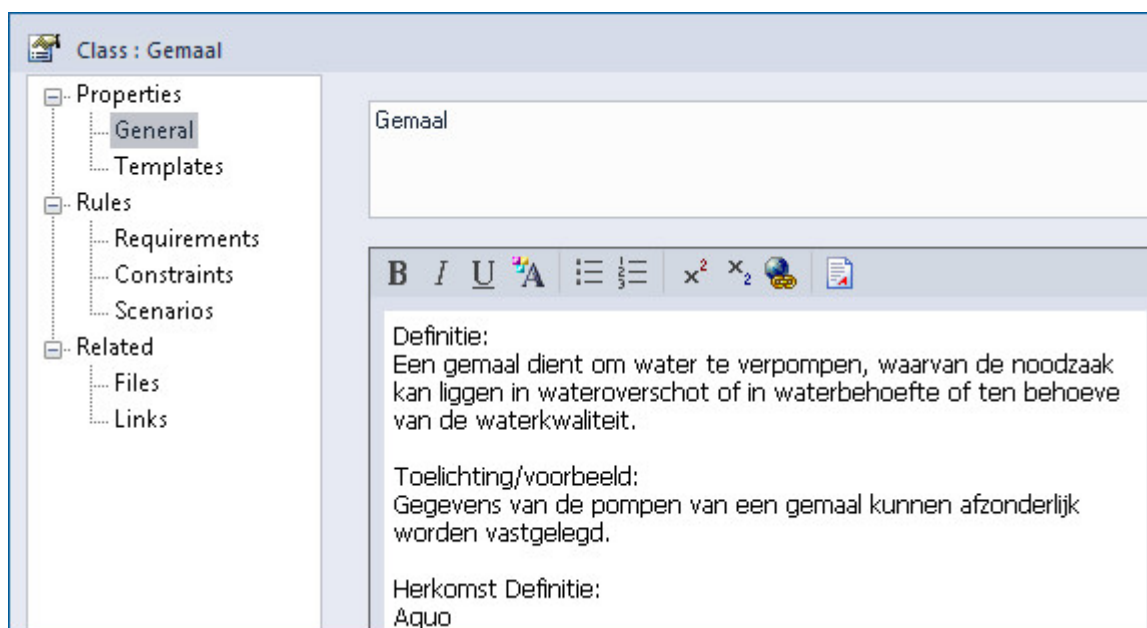 Class : Gemaal
Properties
General
Templates
Rules
Requirements
Constraints
Scenarios
Related
Files
Links
Gemaal
B I U A x² x₂
Definitie:
Een gemaal dient om water te verpompen, waarvan de noodzaak
kan liggen in wateroverschot of in waterbehoefte of ten behoeve
van de waterkwaliteit.
Toelichting/voorbeeld:
Gegevens van de pompen van een gemaal kunnen afzonderlijk
worden vastgelegd.
Herkomst Definitie:
Aquo